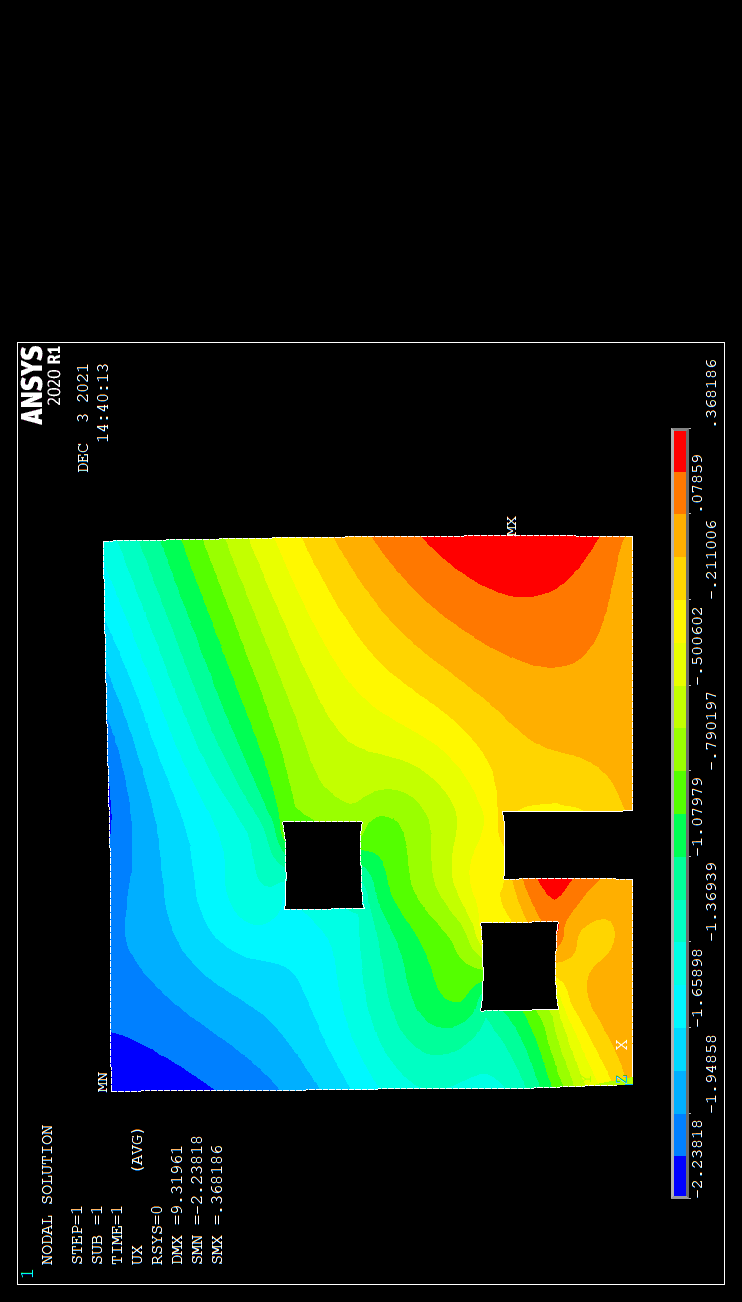 1
NODAL SOLUTION
STEP=1
SUB =1
TIME=1
UX (AVG)
RSYS=0
DMX =9.31961
SMN =-2.23818
SMX =.368186
ANSYS
2020 R1
DEC 3 2021
14:40:13
MN
MX
Z
X
-2.23818
-1.94858
-1.65898
-1.36939
-1.07979
-.790197
-.500602
-.211006
.07859
.368186